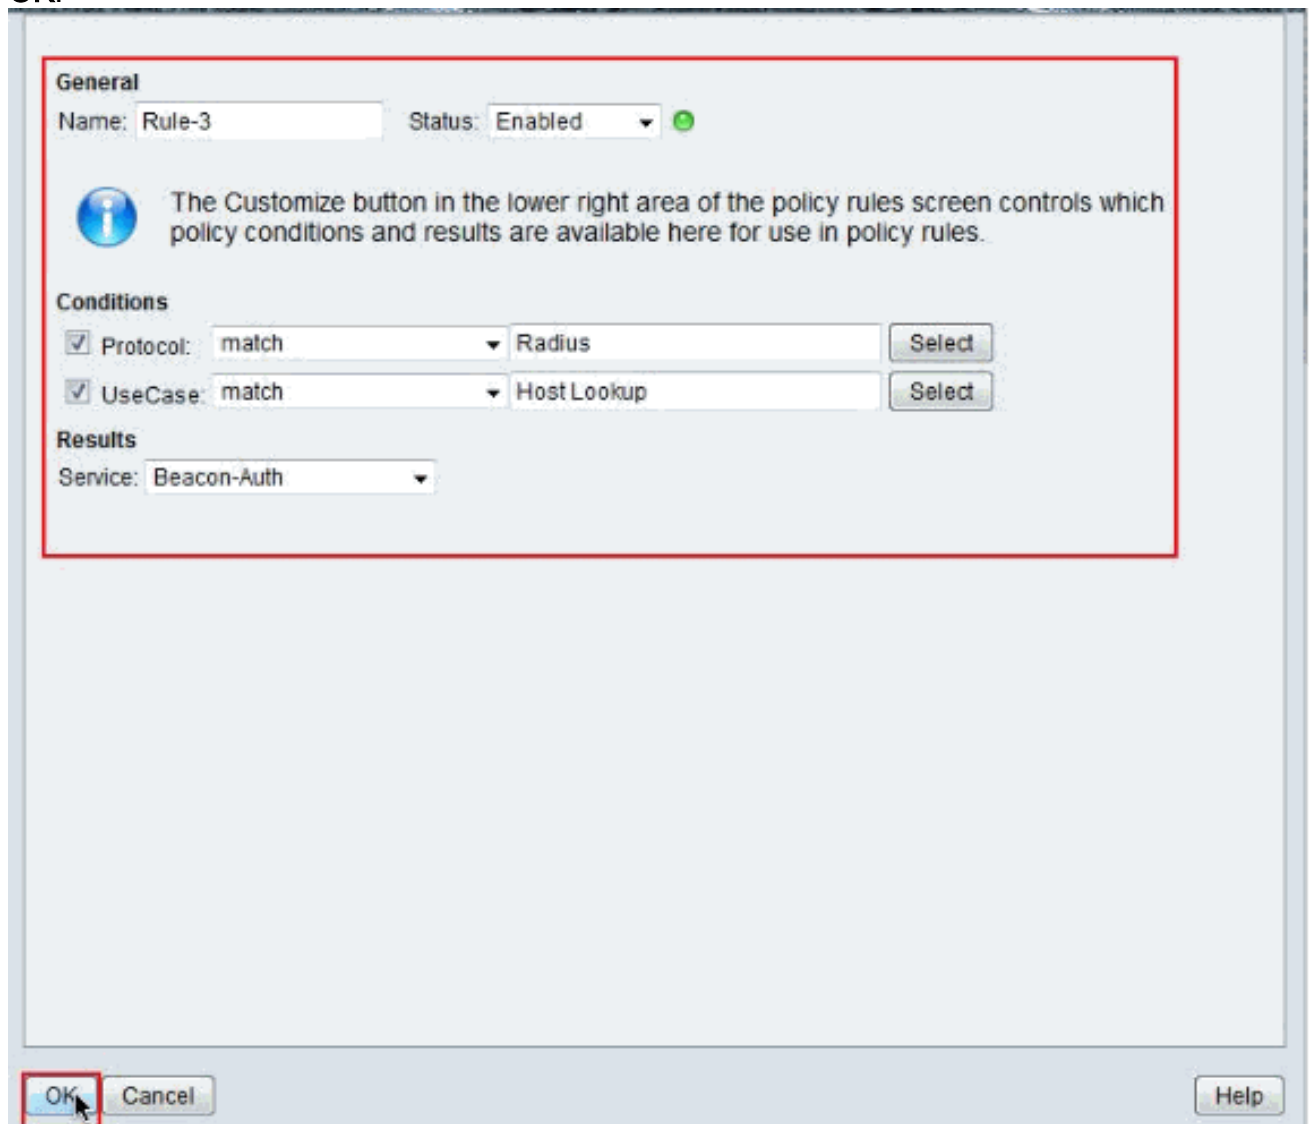 General
Name: Rule-3 Status: Enabled
The Customize button in the lower right area of the policy rules screen controls which
policy conditions and results are available here for use in policy rules.
Conditions
Protocol: match Radius Select
UseCase: match Host Lookup Select
Results
Service: Beacon-Auth
OK Cancel Help